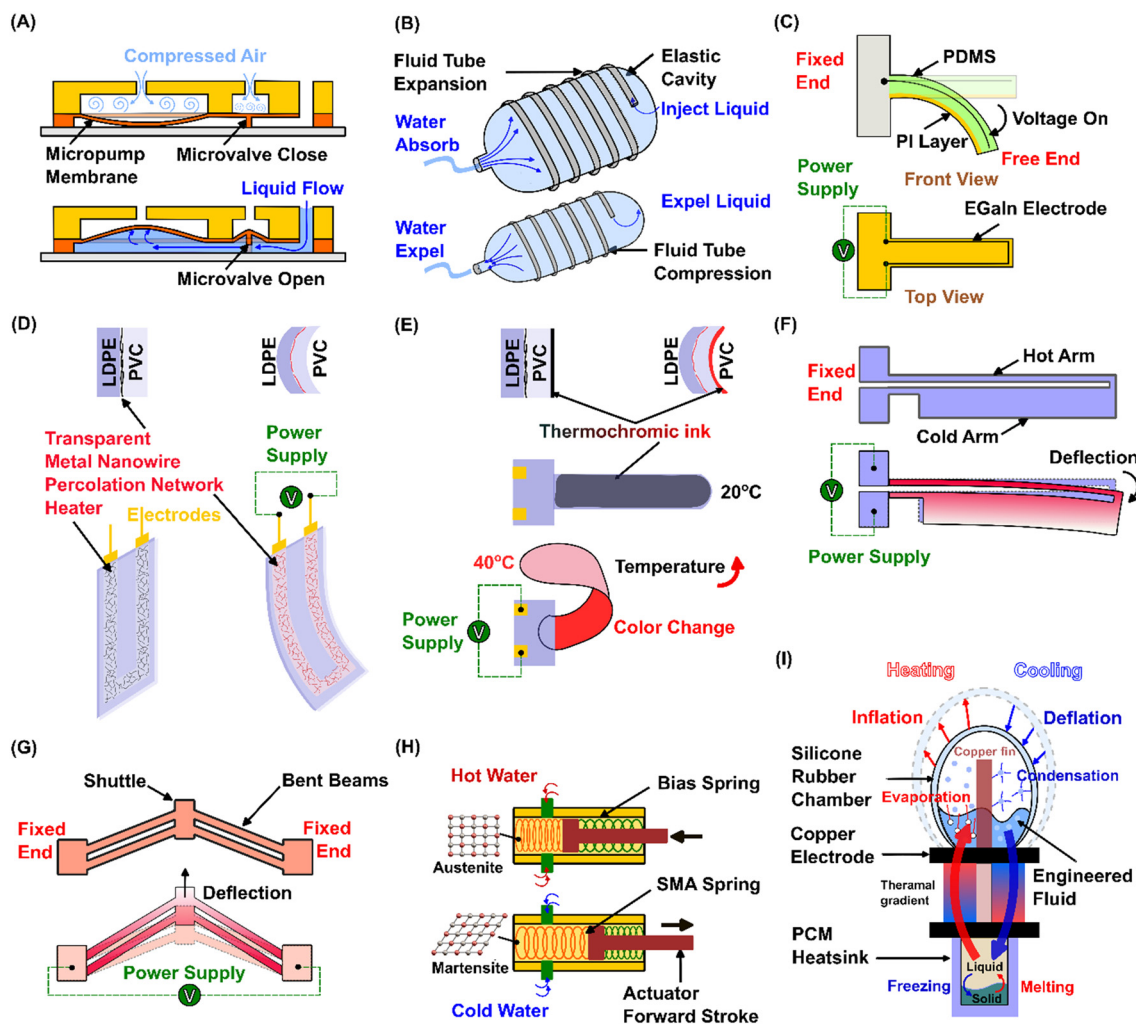 (A)
Compressed Air
Micropump
Membrane
Microvalve Close
Liquid Flow
Microvalve Open
(B)
Fluid Tube
Expansion
Elastic
Cavity
Inject Liquid
Water
Absorb
Expel Liquid
Water
Expel
Fluid Tube
Compression
(C)
Fixed
End
PDMS
Voltage On
PI Layer
Free End
Front View
Power
Supply
EGaIn Electrode
V
Top View
(D)
LDPE
PVC
LDPE
PVC
Transparent
Metal Nanowire
Percolation Network
Heater
Power
Supply
V
Electrodes
(E)
LDPE
PVC
LDPE
PVC
Thermochromic ink
20°C
40°C
Temperature
Power
Supply
V
Color Change
(F)
Hot Arm
Fixed
End
Cold Arm
Deflection
V
Power Supply
(G)
Shuttle
Bent Beams
Fixed
End
Fixed
End
Deflection
Power Supply
V
(H)
Hot Water
Bias Spring
Austenite
SMA Spring
Martensite
Cold Water
Actuator
Forward Stroke
(I)
Heating
Cooling
Inflation
Deflation
Silicone
Rubber
Chamber
Copper fin
Condensation
Evaporation
Copper
Electrode
Engineered
Fluid
Theramal
gradient
PCM
Heatsink
Liquid
Freezing
Melting
Solid